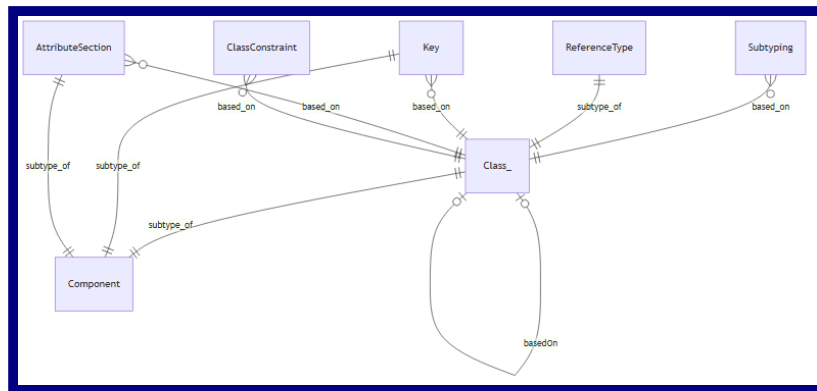 AttributeSection
ClassConstraint
Key
ReferenceType
Subtyping
based_on
based_on
based_on
subtype_of
based_on
subtype_of
subtype_of
Class_
subtype_of
Component
basedOn